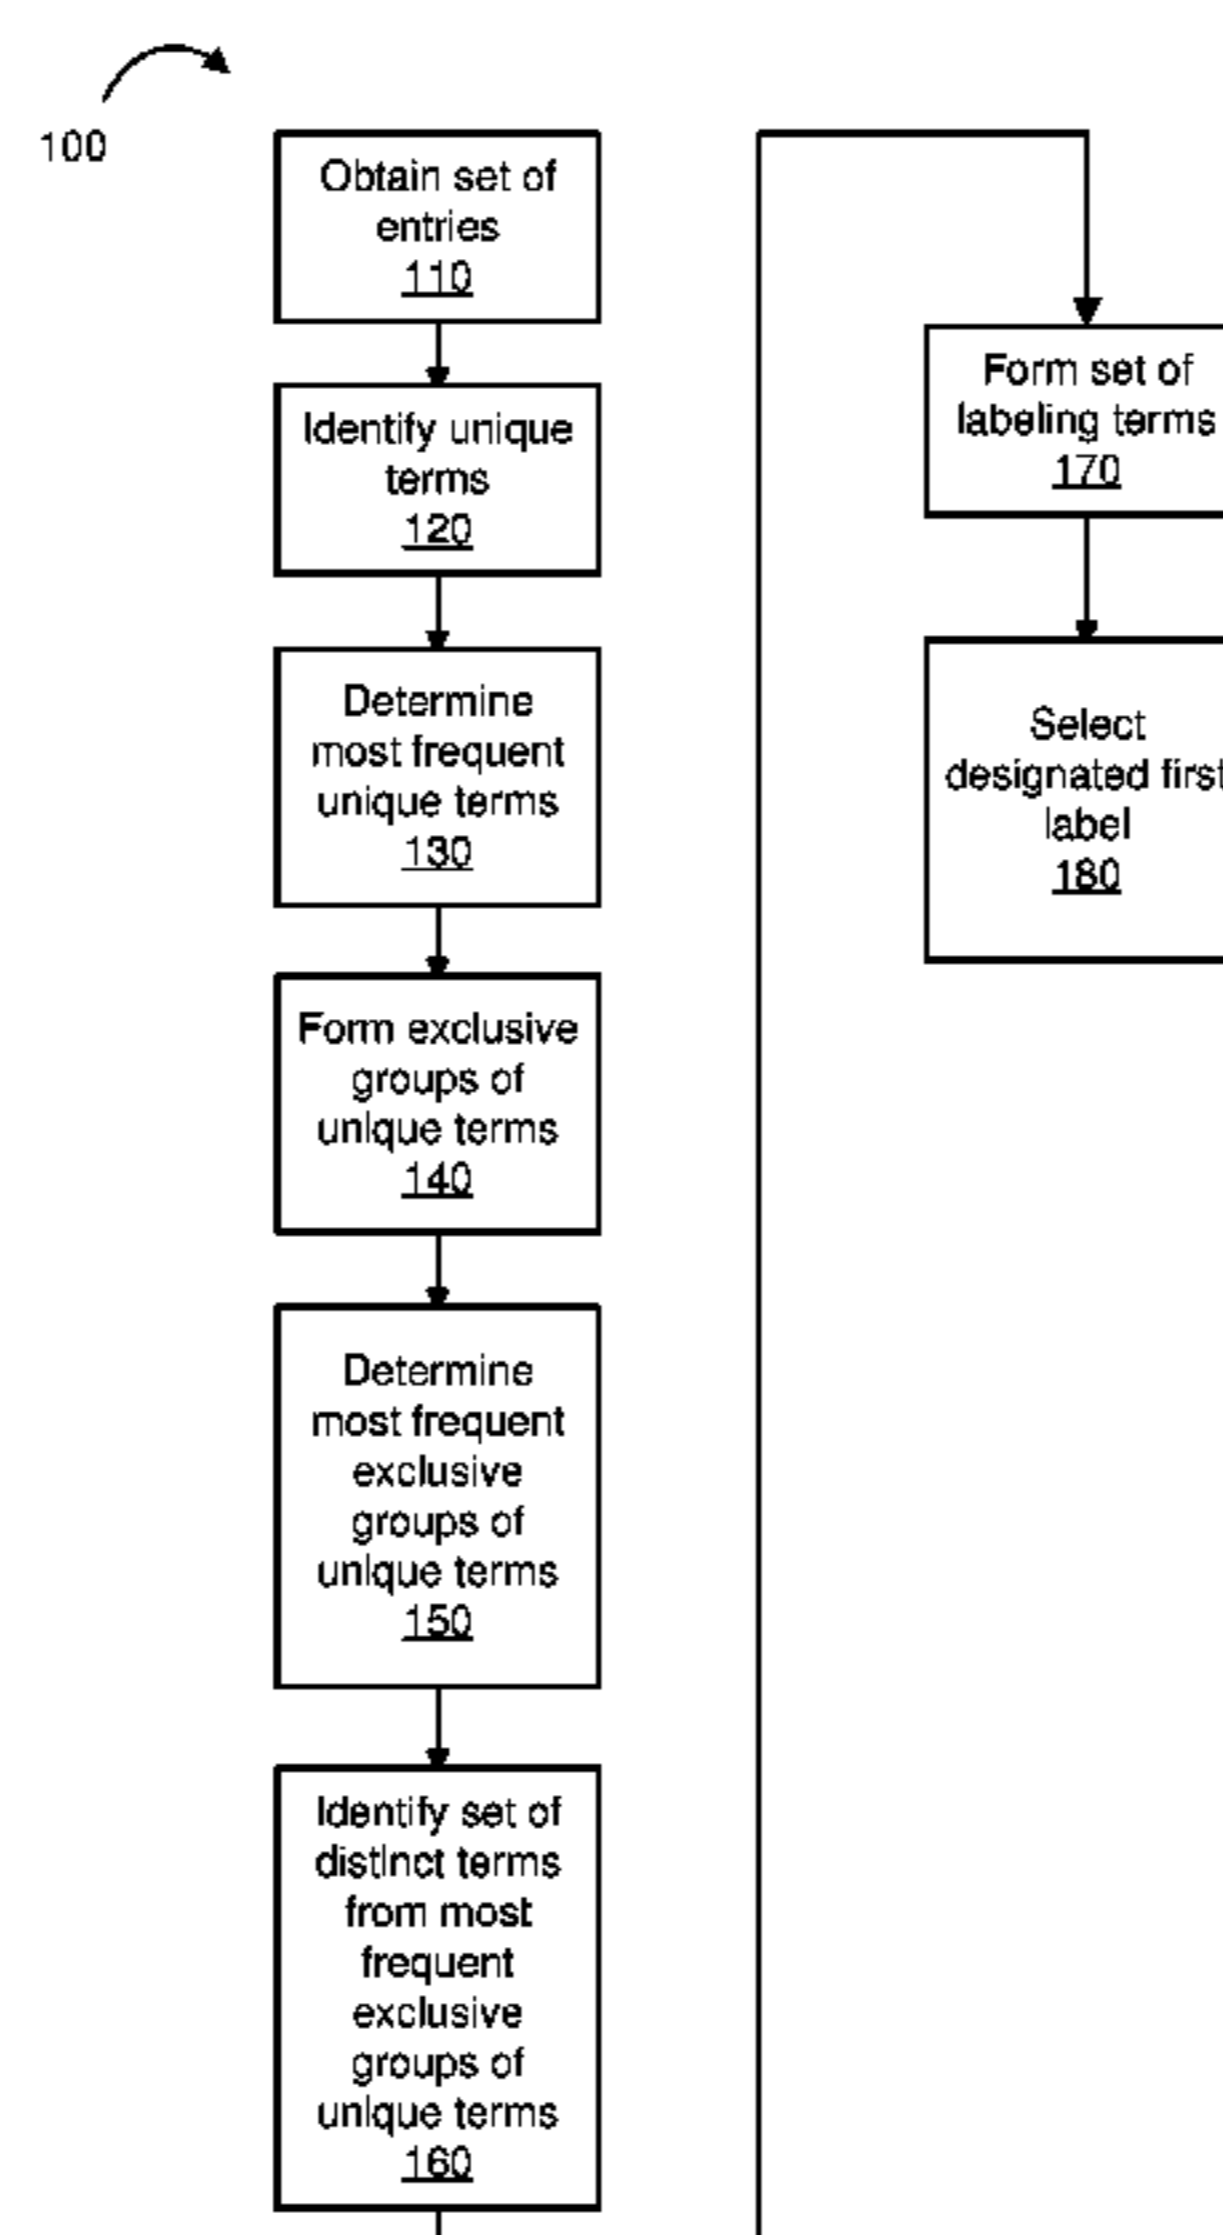 100
Obtain set of
entries
110
Identify unique
terms
120
Determine
most frequent
unique terms
130
Form exclusive
groups of
unique terms
140
Determine
most frequent
exclusive
groups of
unique terms
150
Identify set of
distinct terms
from most
frequent
exclusive
groups of
unique terms
160
Form set of
labeling terms
170
Select
designated first
label
180